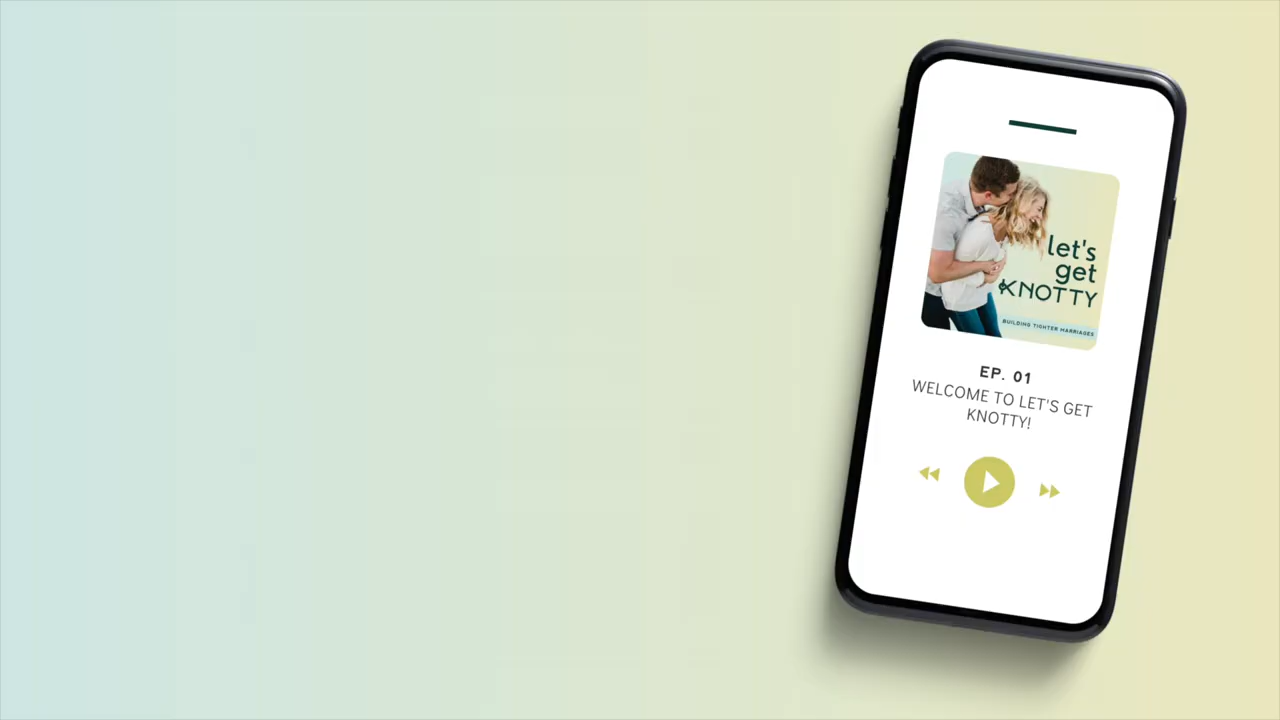 let's
get
KNOTTY
BUILDING TIGHTER MARRIAGES
EP. 01
WELCOME TO LET'S GET
KNOTTY!